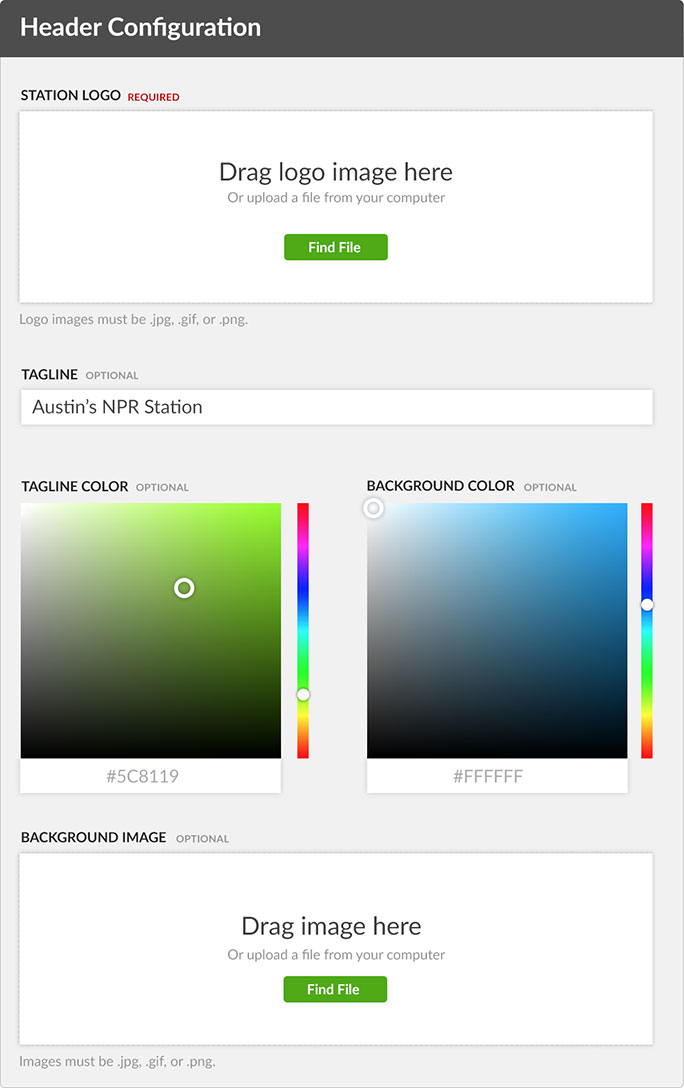 Header Configuration
STATION LOGO REQUIRED
Drag logo image here
Or upload a file from your computer
Find File
Logo images must be .jpg, .gif, or .png.
TAGLINE OPTIONAL
Austin’s NPR Station
TAGLINE COLOR OPTIONAL
BACKGROUND COLOR OPTIONAL
#5C8119
#FFFFFF
BACKGROUND IMAGE OPTIONAL
Drag image here
Or upload a file from your computer
Find File
Images must be .jpg, .gif, or .png.